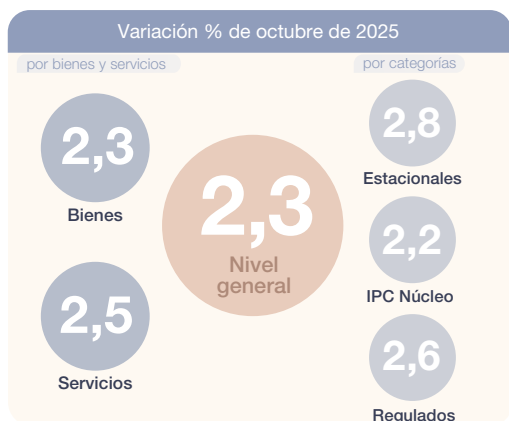 Variación % de octubre de 2025
por bienes y servicios
2,3
Bienes
2,5
Servicios
2,3
Nivel
general
por categorías
2,8
Estacionales
2,2
IPC Núcleo
2,6
Regulados